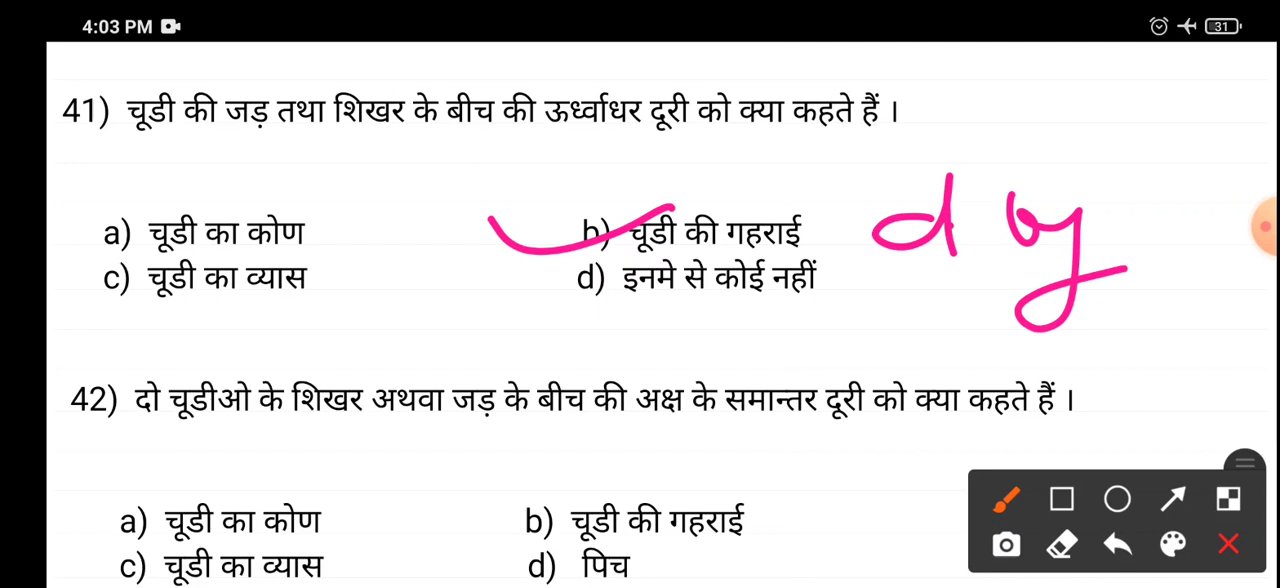 4:03 PM
31
41) चूडी की जड़ तथा शिखर के बीच की ऊर्ध्वाधर दूरी को क्या कहते हैं ।
a) चूडी का कोण
b) चूडी की गहराई
d by
c) चूडी का व्यास
d) इनमे से कोई नहीं
42) दो चूडीओ के शिखर अथवा जड़ के बीच की अक्ष के समान्तर दूरी को क्या कहते हैं ।
a) चूडी का कोण
b) चूडी की गहराई
c) चूडी का व्यास
d) पिच